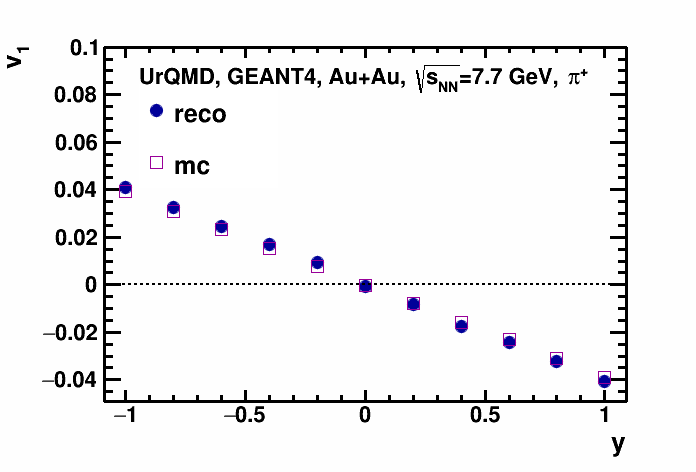 v1
0.1
UrQMD, GEANT4, Au+Au, √sNN=7.7 GeV, π+
0.08
reco
0.06
mc
0.04
0.02
0
−0.02
−0.04
−1 −0.5 0 0.5 1
y